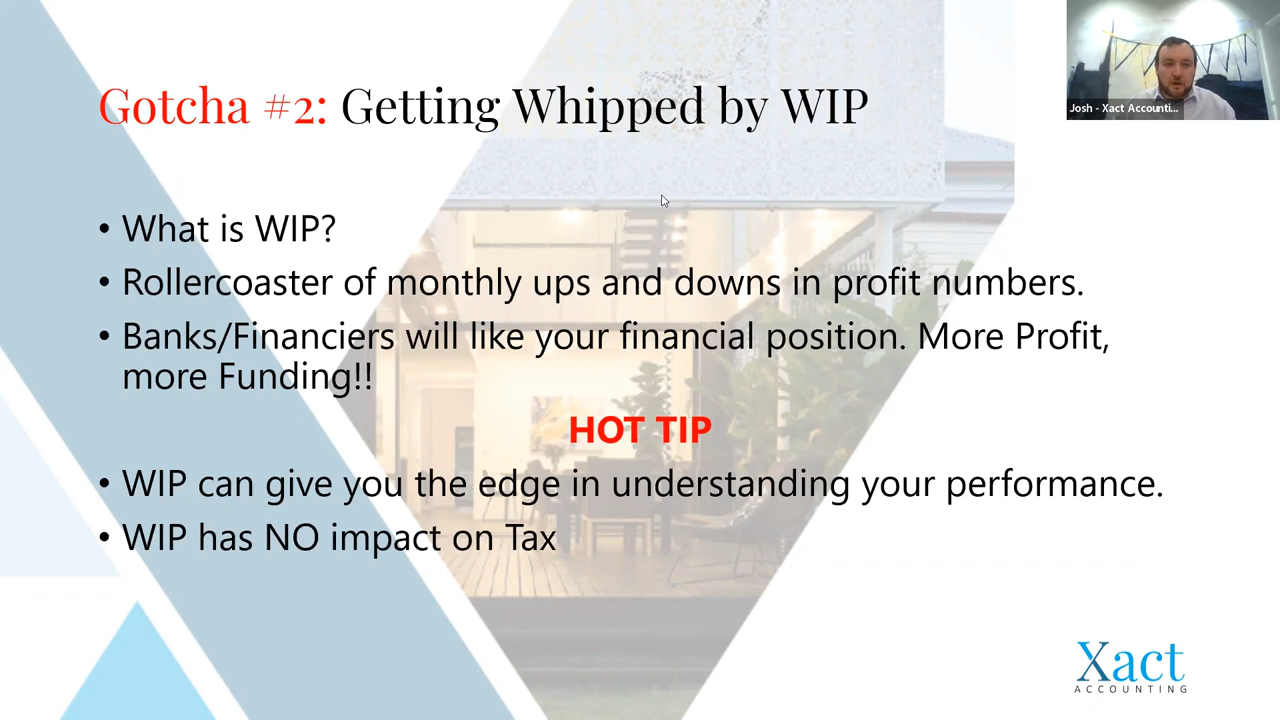 Gotcha #2: Getting Whipped by WIP
Josh - Xact Accounti...
• What is WIP?
• Rollercoaster of monthly ups and downs in profit numbers.
• Banks/Financiers will like your financial position. More Profit,
more Funding!!
HOT TIP
• WIP can give you the edge in understanding your performance.
• WIP has NO impact on Tax
Xact
ACCOUNTING